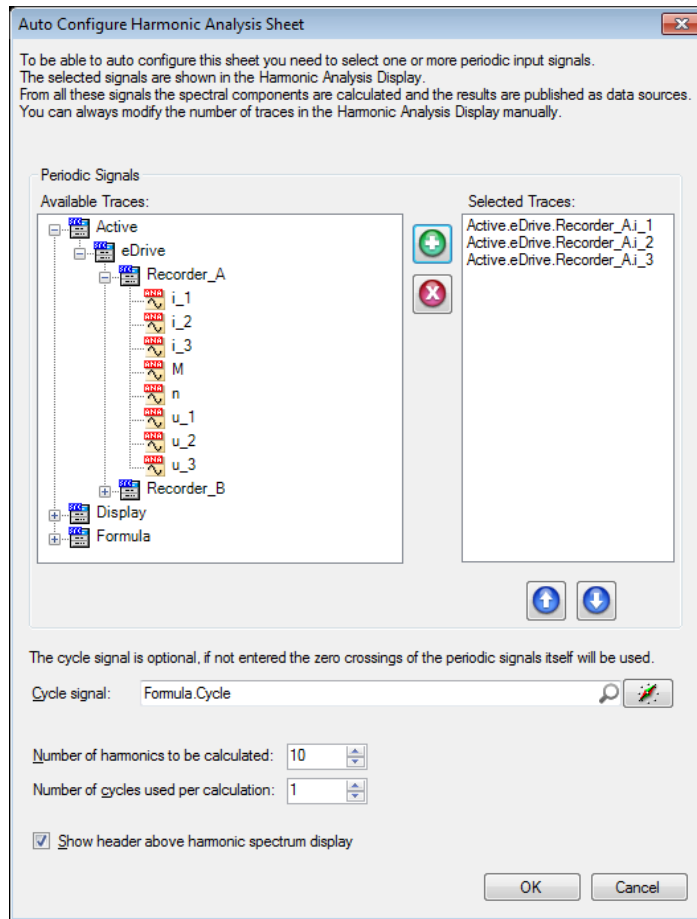 Auto Configure Harmonic Analysis Sheet
To be able to auto configure this sheet you need to select one or more periodic input signals.
The selected signals are shown in the Harmonic Analysis Display.
From all these signals the spectral components are calculated and the results are published as data sources.
You can always modify the number of traces in the Harmonic Analysis Display manually.
Periodic Signals
Available Traces:
Active
eDrive
Recorder_A
i_1
i_2
i_3
M
n
u_1
u_2
u_3
Recorder_B
Display
Formula
Selected Traces:
Active.eDrive.Recorder_A.i_1
Active.eDrive.Recorder_A.i_2
Active.eDrive.Recorder_A.i_3
The cycle signal is optional, if not entered the zero crossings of the periodic signals itself will be used.
Cycle signal: Formula.Cycle
Number of harmonics to be calculated: 10
Number of cycles used per calculation: 1
Show header above harmonic spectrum display
OK Cancel